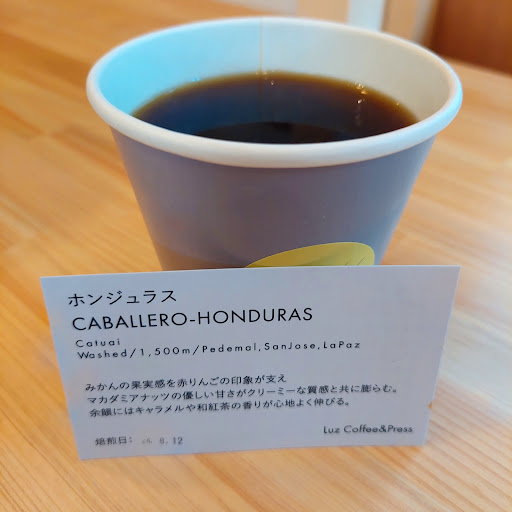 ホンジュラス
CABALLERO-HONDURAS
Catuai
Washed/1,500m/Pedernal,SanJose,LaPaz
みかんの果実感を赤りんごの印象が支え
マカダミアナッツの優しい甘さがクリーミーな質感と共に膨らむ。
余韻にはキャラメルや和紅茶の香りが心地よく伸びる。
焙煎日:
12
Luz Coffee&Press